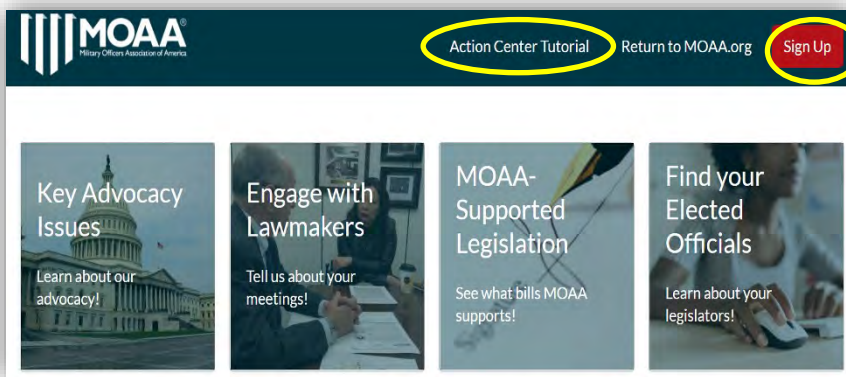 MOAA®
Military Officers Association of America
Action Center Tutorial
Return to MOAA.org
Sign Up
Key Advocacy
Issues
Learn about our
advocacy!
Engage with
Lawmakers
Tell us about your
meetings!
MOAA-
Supported
Legislation
See what bills MOAA
supports!
Find your
Elected
Officials
Learn about your
legislators!